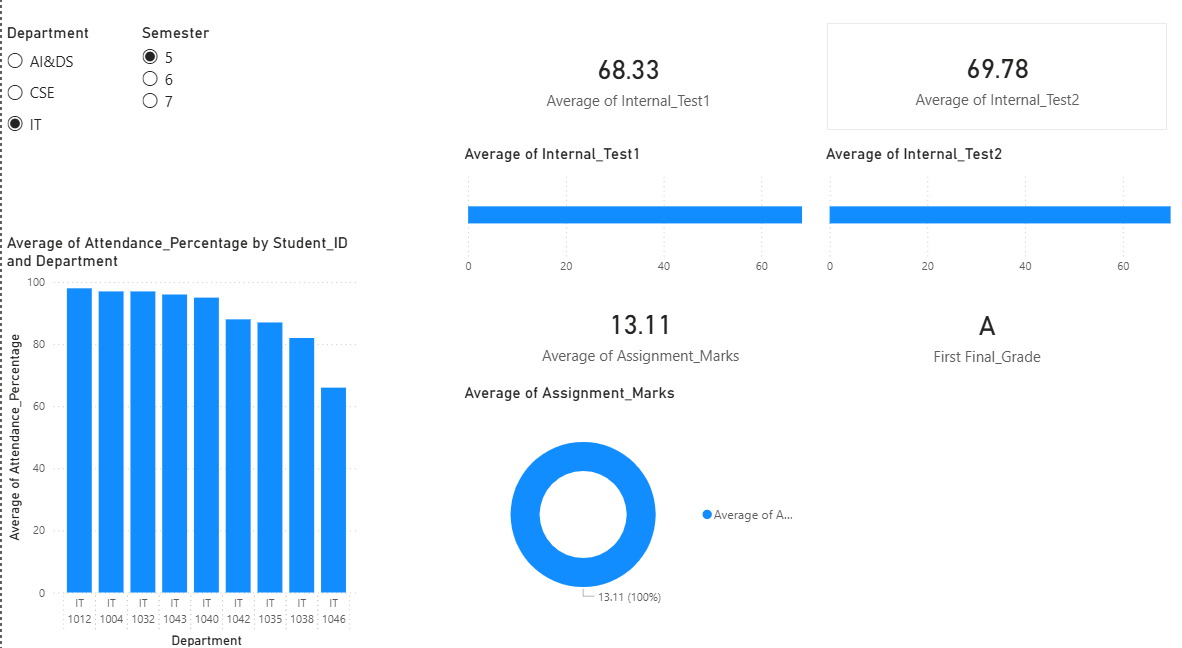 Department
AI&DS
CSE
IT
Semester
5
6
7
68.33
Average of Internal_Test1
69.78
Average of Internal_Test2
Average of Internal_Test1
0 20 40 60
Average of Internal_Test2
0 20 40 60
Average of Attendance_Percentage by Student_ID
and Department
Average of Attendance_Percentage
100
80
60
40
20
0
IT IT IT IT IT IT IT IT IT
1012 1004 1032 1043 1040 1042 1035 1038 1046
Department
13.11
Average of Assignment_Marks
A
First Final_Grade
Average of Assignment_Marks
Average of A...
13.11 (100%)